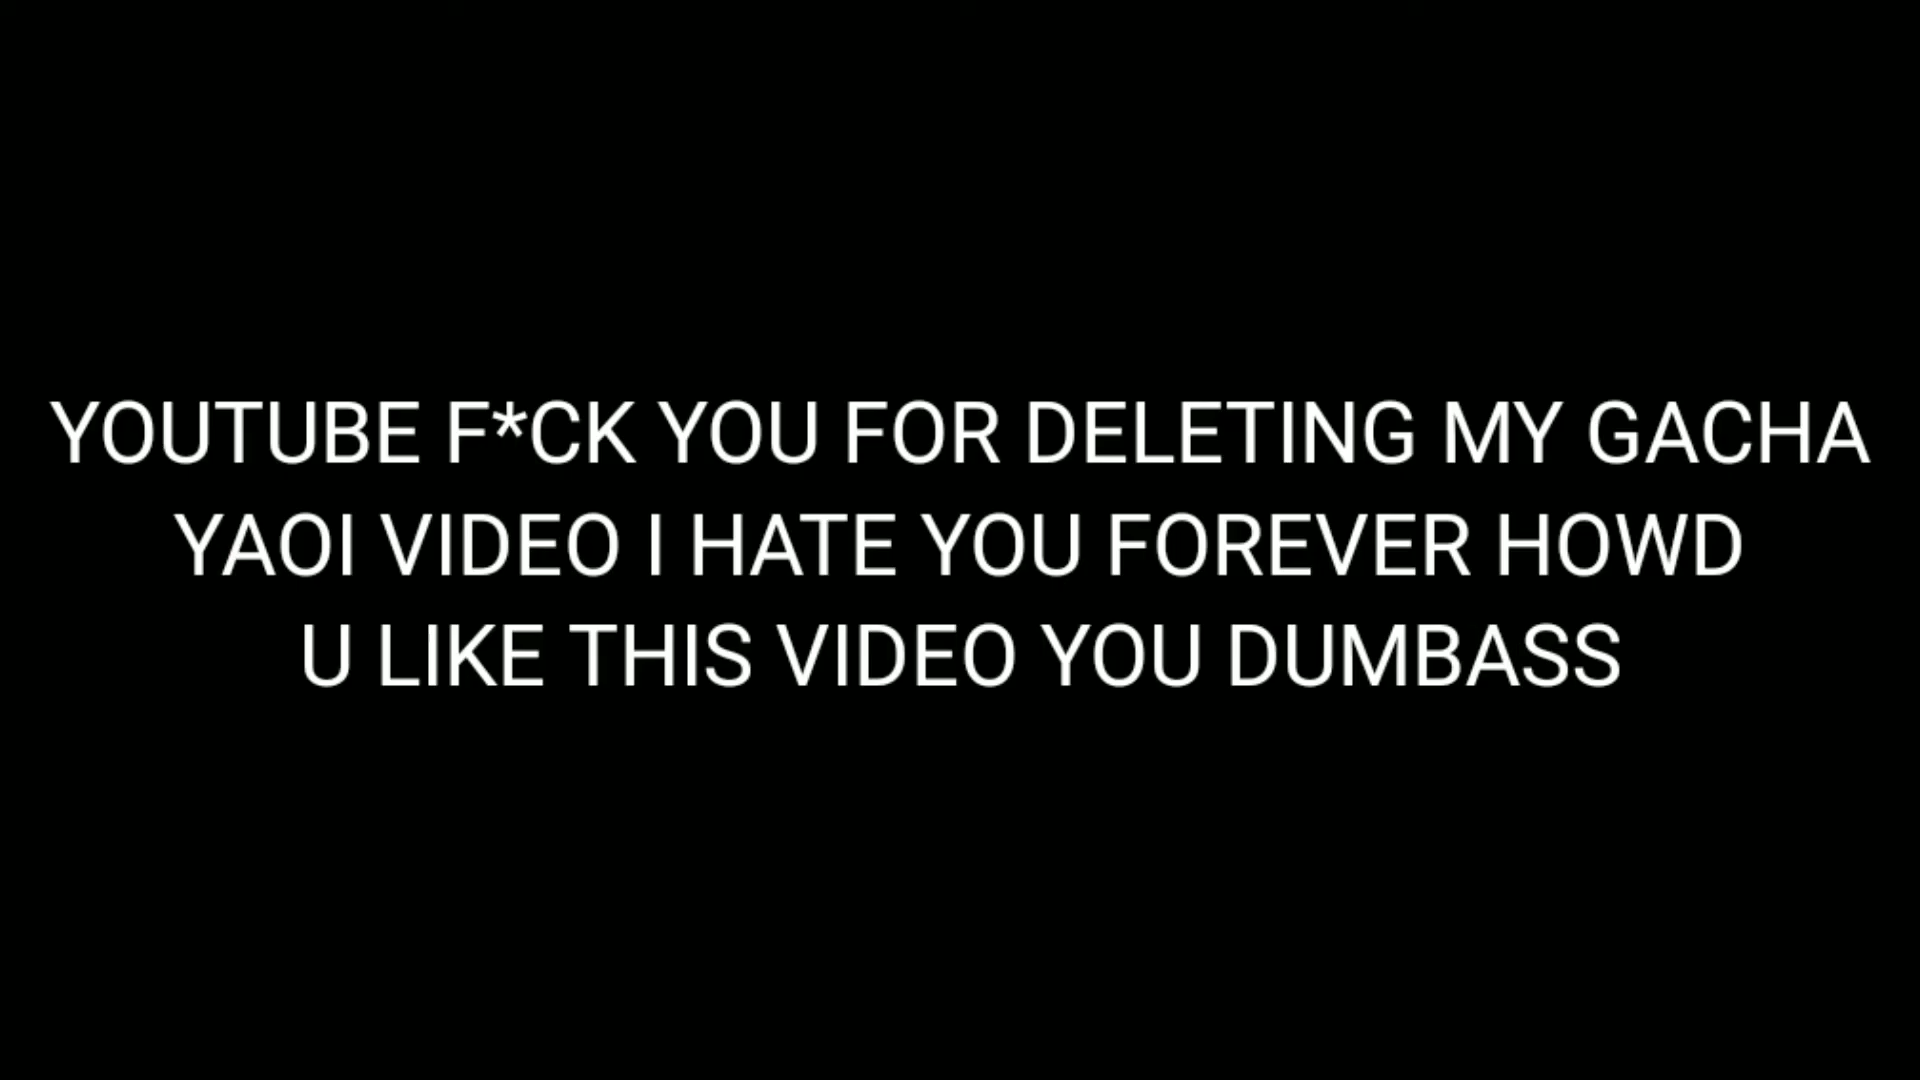 YOUTUBE F*CK YOU FOR DELETING MY GACHA
YAOI VIDEO I HATE YOU FOREVER HOWD
U LIKE THIS VIDEO YOU DUMBASS